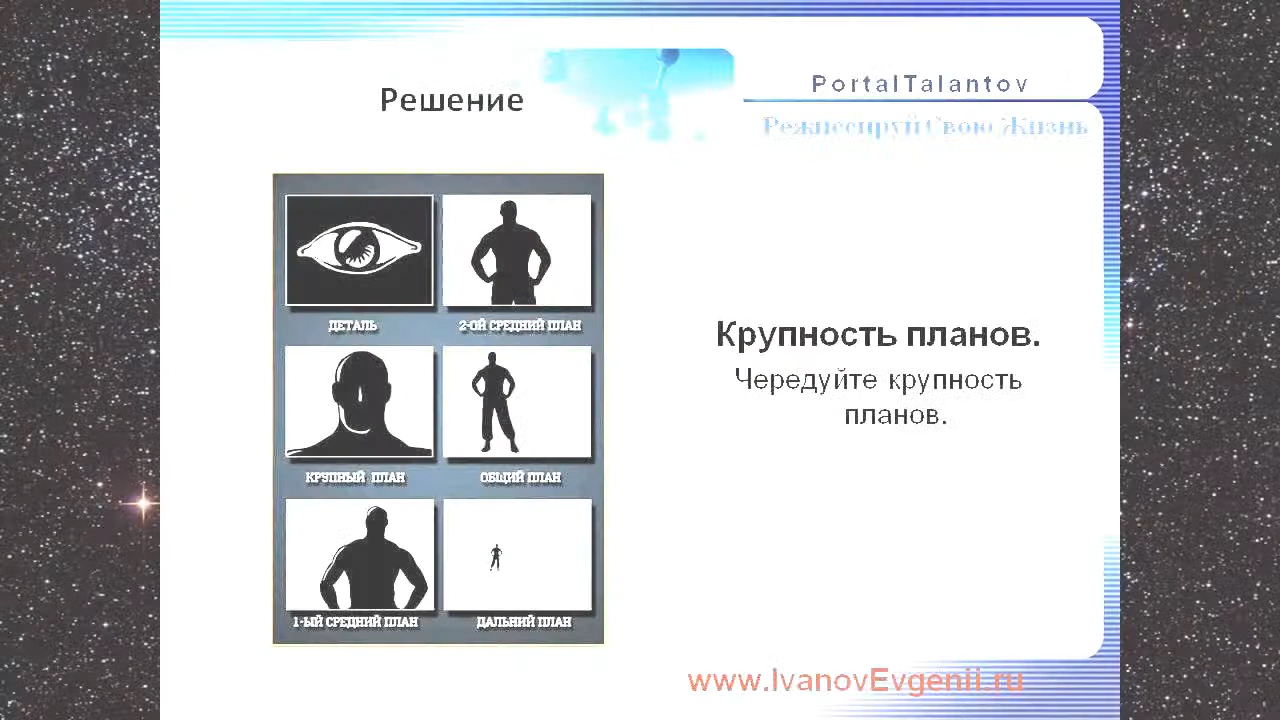 Решение
PortalTalantov
Режиссируй Свою Жизнь
ДЕТАЛЬ
2-ОЙ СРЕДНИЙ ПЛАН
КРУПНЫЙ ПЛАН
ОБЩИЙ ПЛАН
1-ЫЙ СРЕДНИЙ ПЛАН
ДАЛЬНИЙ ПЛАН
Крупность планов.
Чередуйте крупность
планов.
www.IvanovEvgenii.ru